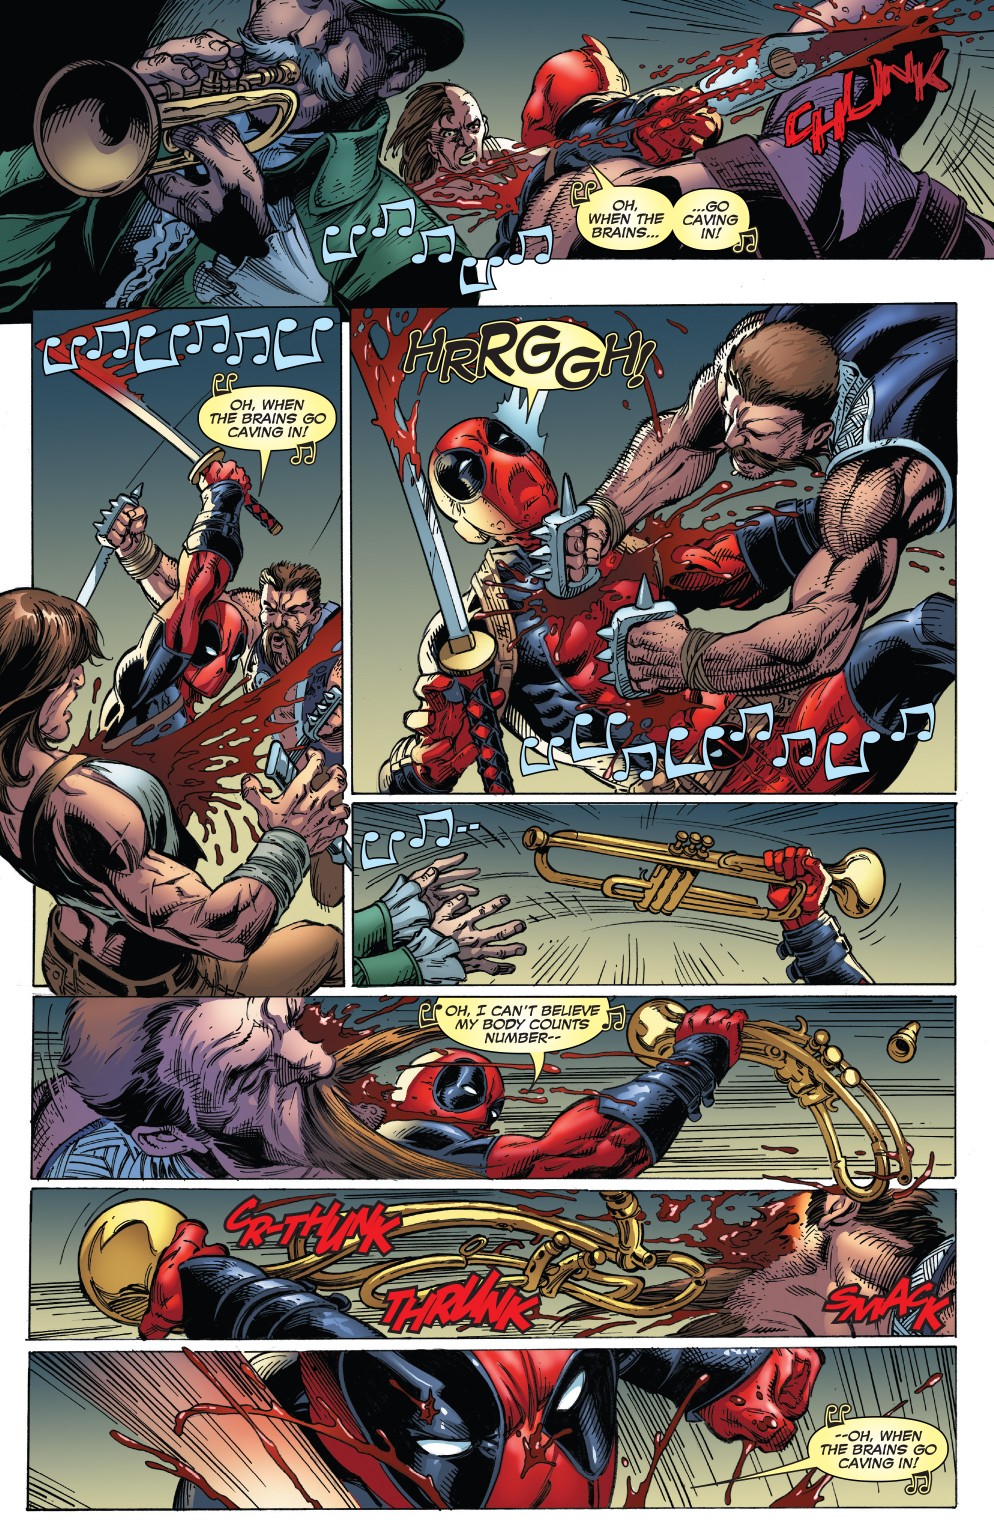 CHUNK
OH,
WHEN THE
BRAINS...
...GO
CAVING
IN!
OH, WHEN
THE BRAINS GO
CAVING IN!
HRRGGH!
OH, I CAN'T BELIEVE
MY BODY COUNTS
NUMBER--
CR-THUNK
THRUNK
SMACK
--OH, WHEN
THE BRAINS GO
CAVING IN!